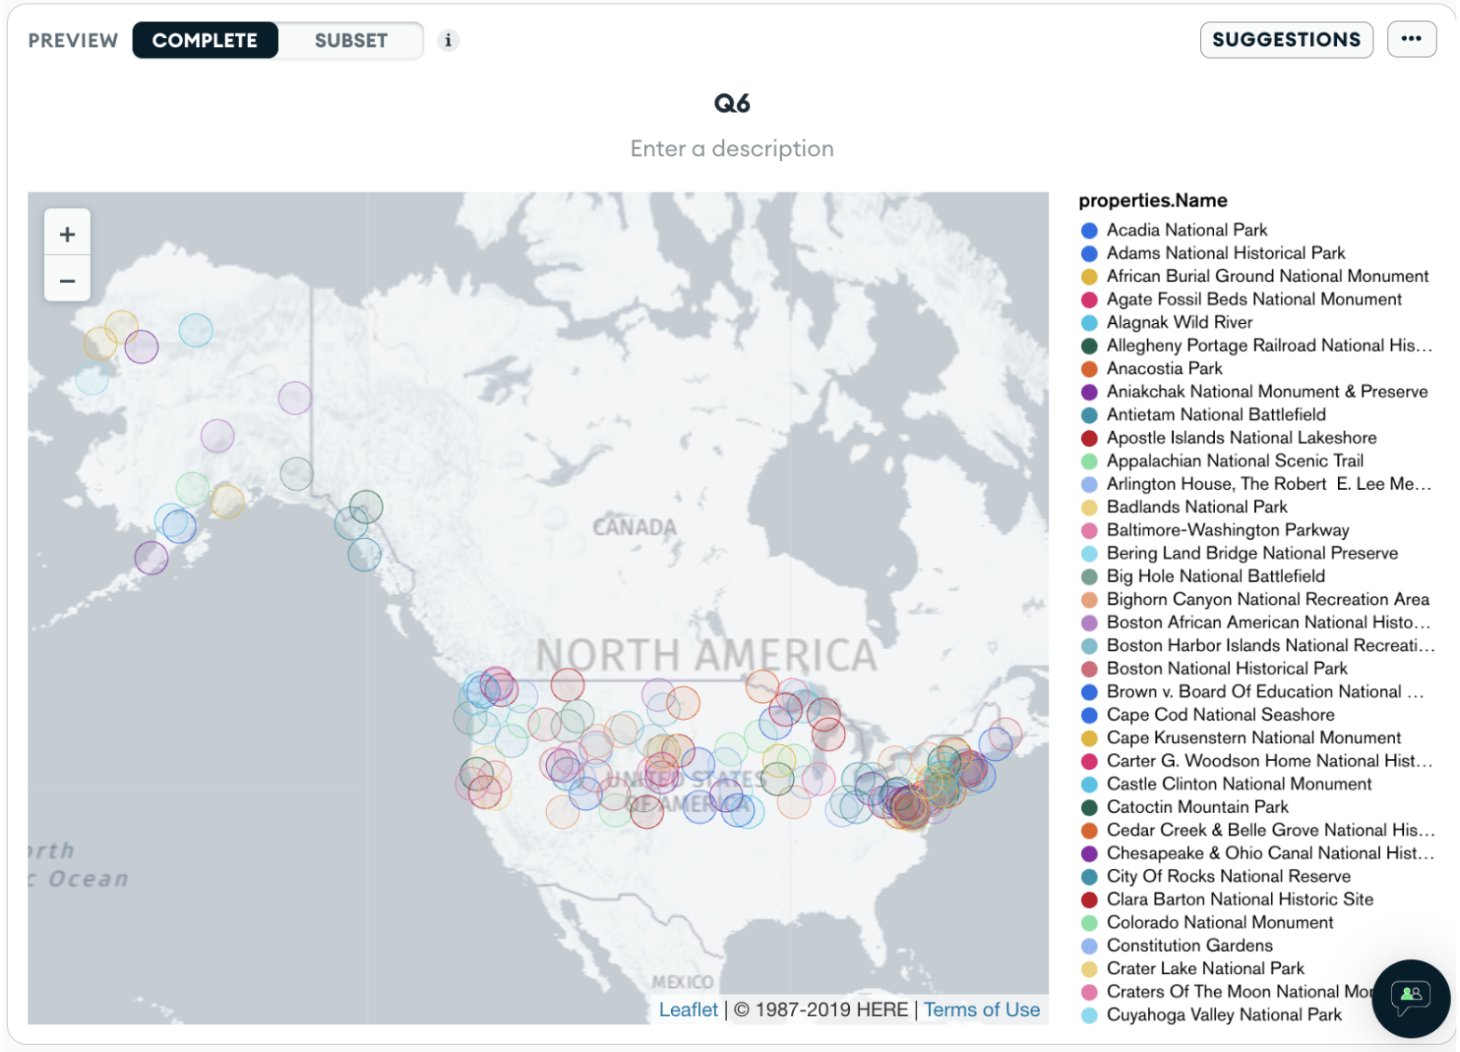 PREVIEW COMPLETE SUBSET i SUGGESTIONS •••
Q6
Enter a description
+
−
CANADA
NORTH AMERICA
UNITED STATES
OF AMERICA
orth
c Ocean
MEXICO
Leaflet | © 1987-2019 HERE | Terms of Use
properties.Name
Acadia National Park
Adams National Historical Park
African Burial Ground National Monument
Agate Fossil Beds National Monument
Alagnak Wild River
Allegheny Portage Railroad National His...
Anacostia Park
Aniakchak National Monument & Preserve
Antietam National Battlefield
Apostle Islands National Lakeshore
Appalachian National Scenic Trail
Arlington House, The Robert E. Lee Me...
Badlands National Park
Baltimore-Washington Parkway
Bering Land Bridge National Preserve
Big Hole National Battlefield
Bighorn Canyon National Recreation Area
Boston African American National Histo...
Boston Harbor Islands National Recreati...
Boston National Historical Park
Brown v. Board Of Education National ...
Cape Cod National Seashore
Cape Krusenstern National Monument
Carter G. Woodson Home National Hist...
Castle Clinton National Monument
Catoctin Mountain Park
Cedar Creek & Belle Grove National His...
Chesapeake & Ohio Canal National Hist...
City Of Rocks National Reserve
Clara Barton National Historic Site
Colorado National Monument
Constitution Gardens
Crater Lake National Park
Craters Of The Moon National Mo
Cuyahoga Valley National Park